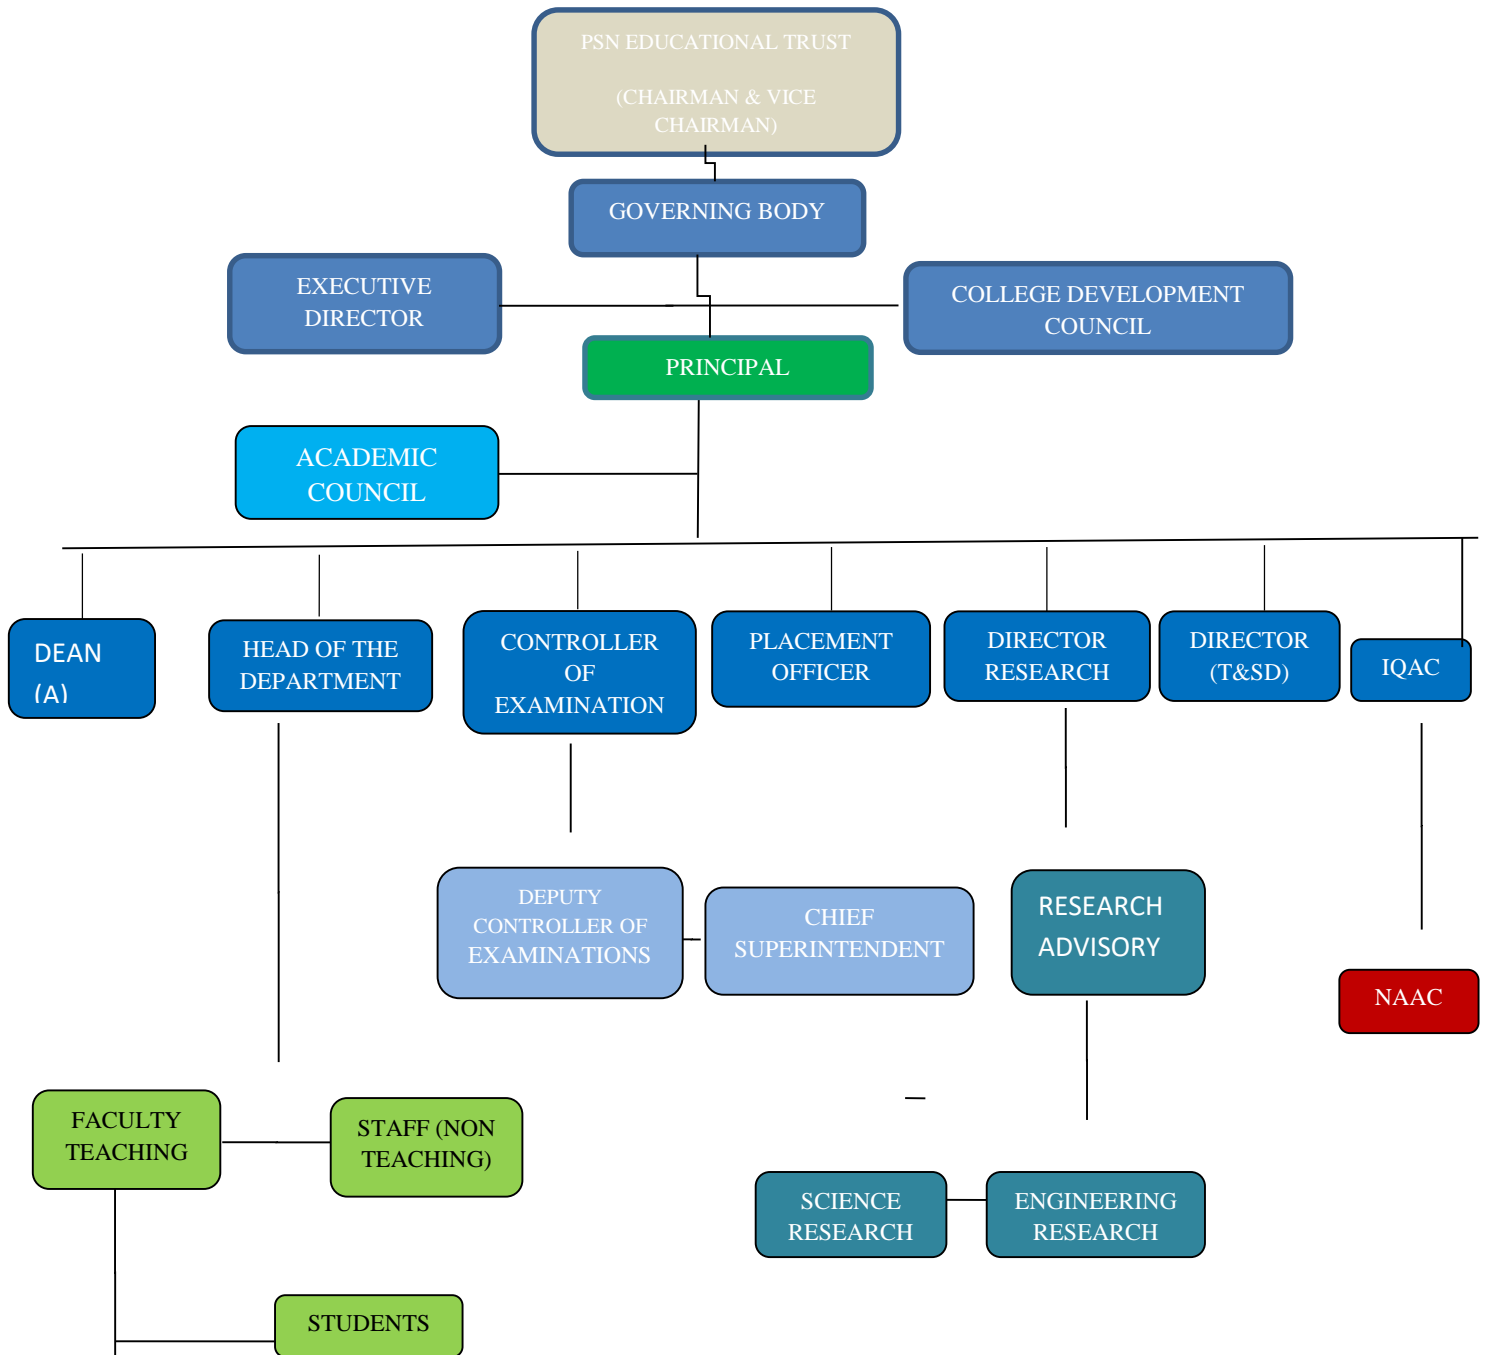 PSN EDUCATIONAL TRUST
(CHAIRMAN & VICE
CHAIRMAN)
GOVERNING BODY
EXECUTIVE
DIRECTOR
COLLEGE DEVELOPMENT
COUNCIL
PRINCIPAL
ACADEMIC
COUNCIL
DEAN
(A)
HEAD OF THE
DEPARTMENT
CONTROLLER
OF
EXAMINATION
PLACEMENT
OFFICER
DIRECTOR
RESEARCH
DIRECTOR
(T&SD)
IQAC
DEPUTY
CONTROLLER OF
EXAMINATIONS
CHIEF
SUPERINTENDENT
RESEARCH
ADVISORY
NAAC
FACULTY
TEACHING
STAFF (NON
TEACHING)
SCIENCE
RESEARCH
ENGINEERING
RESEARCH
STUDENTS